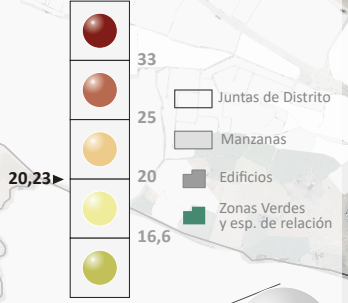 33
25
20
20,23
16,6
Juntas de Distrito
Manzanas
Edificios
Zonas Verdes
y esp. de relación